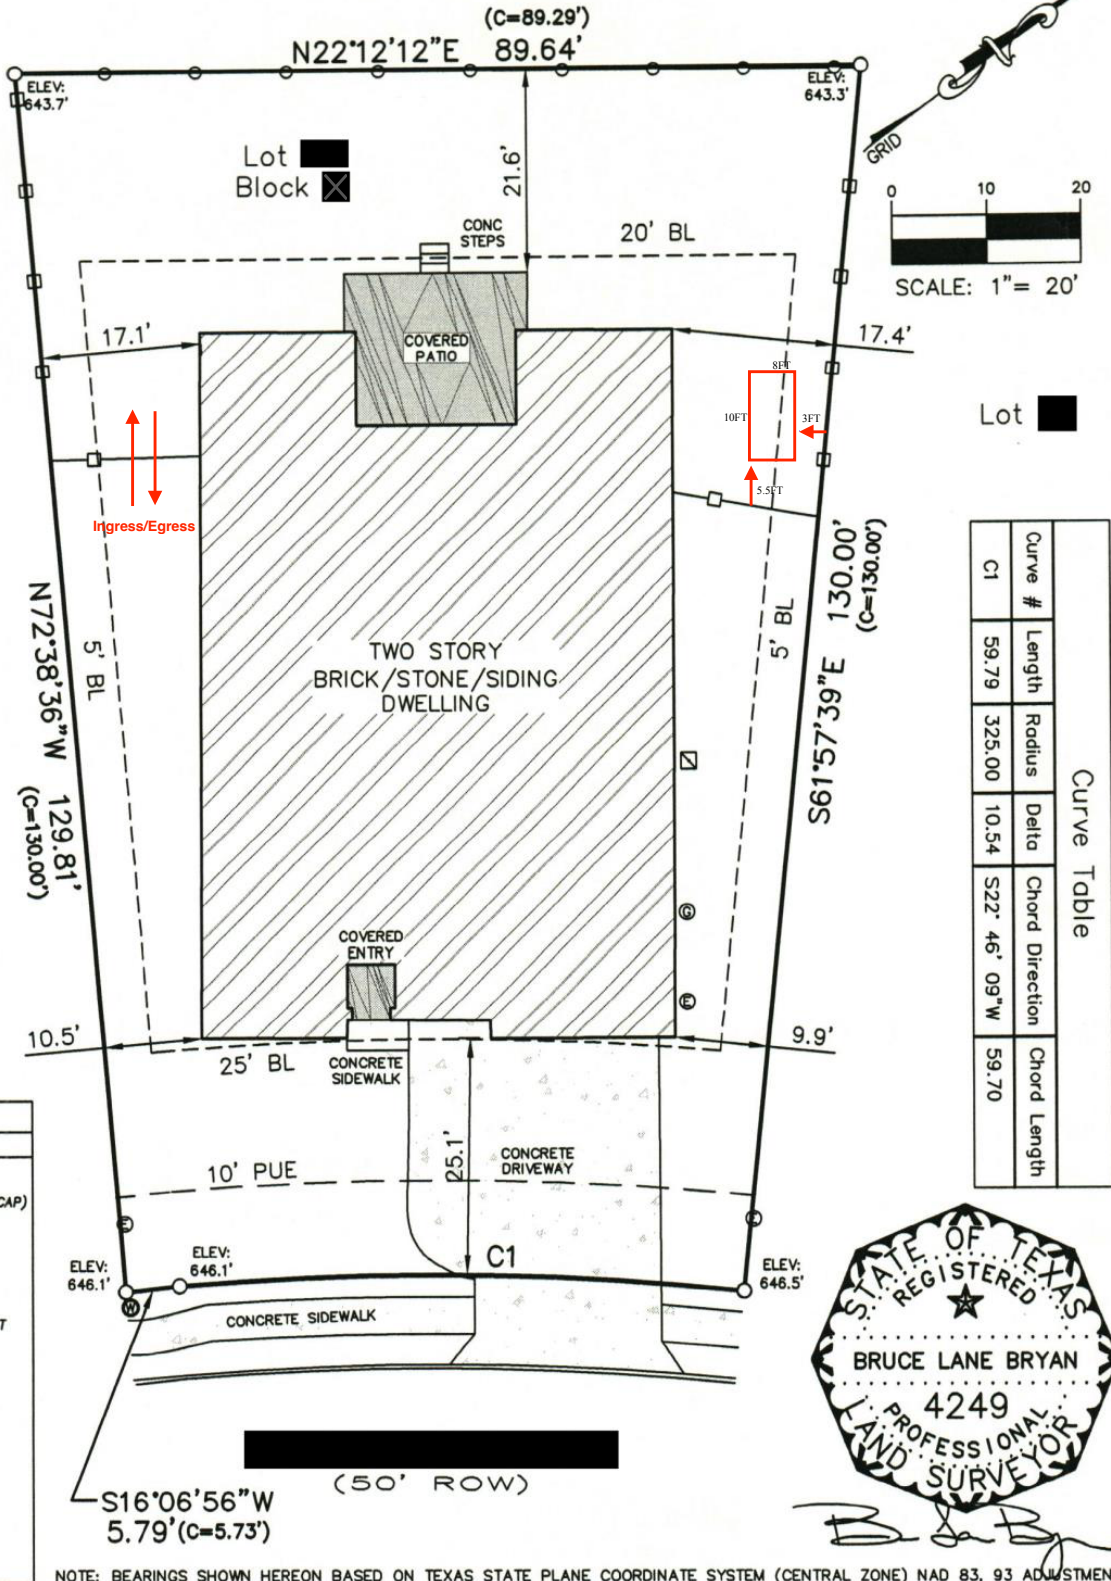 (C=89.29')
N22°12'12"E 89.64'
ELEV:
643.7'
ELEV:
643.3'
GRID
Lot
Block
21.6'
0 10 20
SCALE: 1"= 20'
CONC
STEPS
20' BL
17.1'
COVERED
PATIO
17.4'
8FT
10FT
3FT
5.5FT
Lot
Ingress/Egress
N72°38'36"W 129.81'
(C=130.00')
5' BL
TWO STORY
BRICK/STONE/SIDING
DWELLING
5' BL
S61°57'39"E 130.00'
(C=130.00')
Curve Table
Curve # Length Radius Delta Chord Direction Chord Length
C1 59.79 325.00 10.54 S22° 46' 09"W 59.70
G
E
COVERED
ENTRY
10.5'
25' BL
CONCRETE
SIDEWALK
9.9'
25.1'
CONCRETE
DRIVEWAY
10' PUE
CAP)
E
E
ELEV:
646.1'
ELEV:
646.1'
C1
ELEV:
646.5'
W
T
CONCRETE SIDEWALK
(50' ROW)
S16°06'56"W
5.79'(C=5.73')
STATE OF TEXAS
REGISTERED
BRUCE LANE BRYAN
4249
PROFESSIONAL
LAND SURVEYOR
NOTE: BEARINGS SHOWN HEREON BASED ON TEXAS STATE PLANE COORDINATE SYSTEM (CENTRAL ZONE) NAD 83, 93 ADJUSTMEN